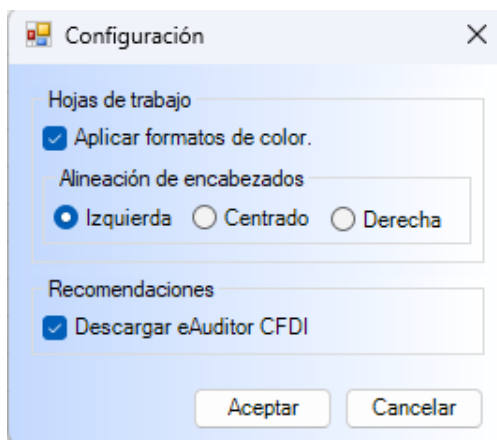 Configuración
Hojas de trabajo
Aplicar formatos de color.
Alineación de encabezados
Izquierda Centrado Derecha
Recomendaciones
Descargar eAuditor CFDI
Aceptar Cancelar